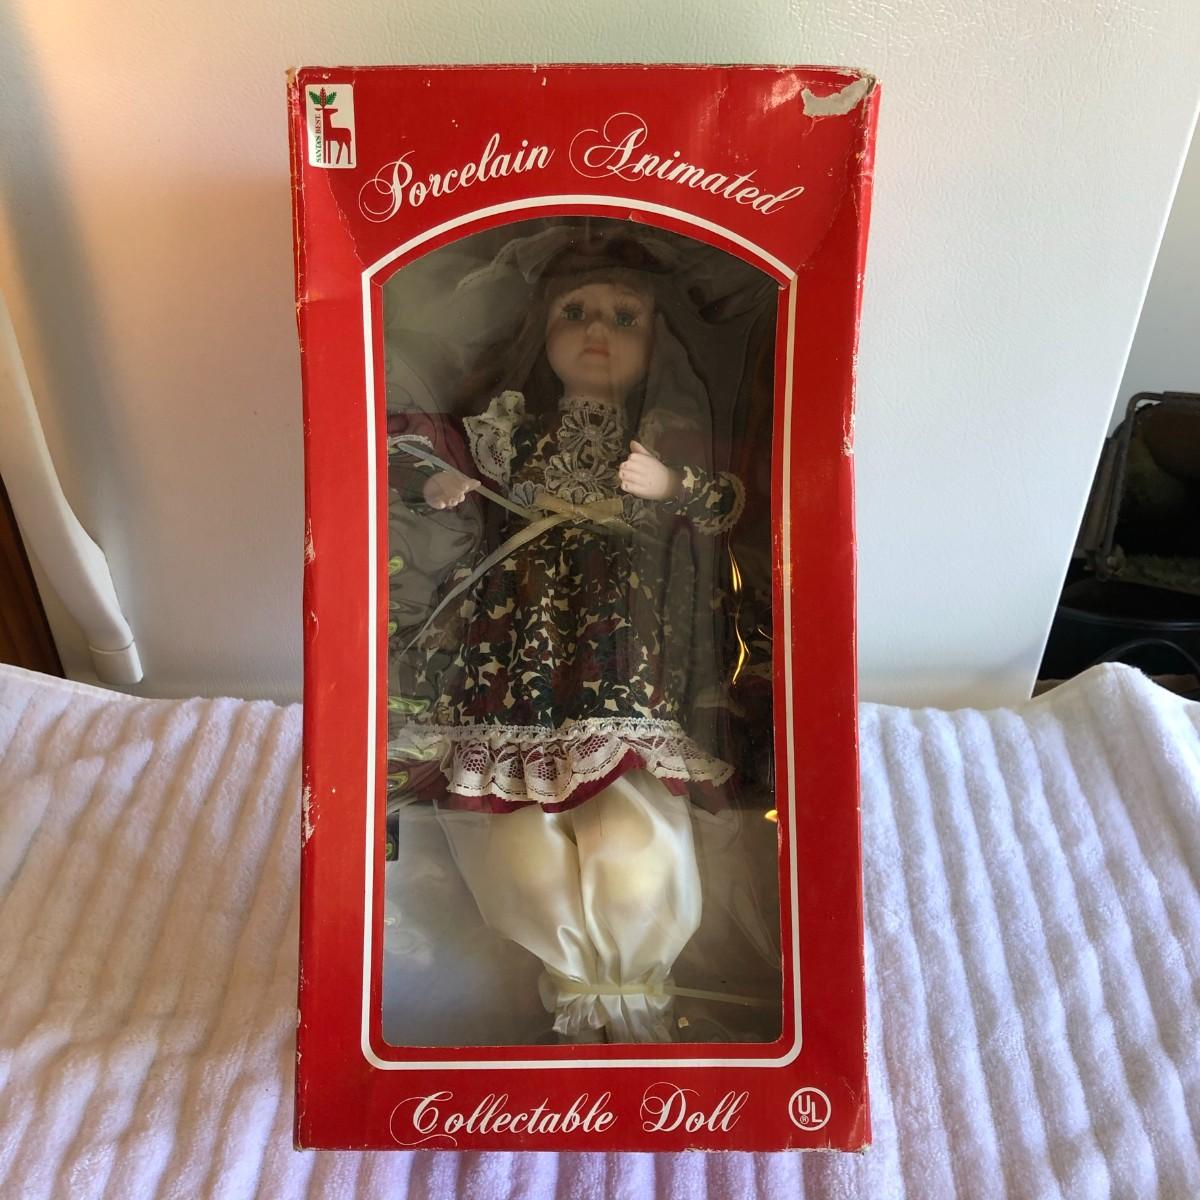 SANTA'S BEST
Porcelain Animated
Collectable Doll
UL
®